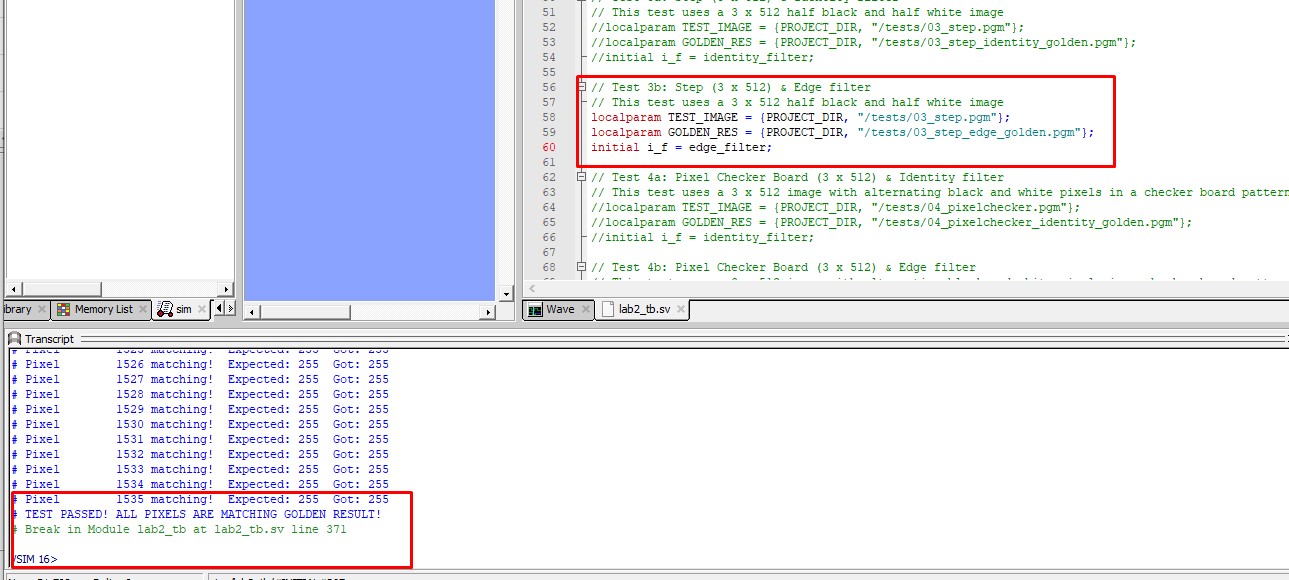 51 // This test uses a 3 x 512 half black and half white image
52 //localparam TEST_IMAGE = {PROJECT_DIR, "/tests/03_step.pgm"};
53 //localparam GOLDEN_RES = {PROJECT_DIR, "/tests/03_step_identity_golden.pgm"};
54 //initial i_f = identity_filter;
55
56 // Test 3b: Step (3 x 512) & Edge filter
57 // This test uses a 3 x 512 half black and half white image
58 localparam TEST_IMAGE = {PROJECT_DIR, "/tests/03_step.pgm"};
59 localparam GOLDEN_RES = {PROJECT_DIR, "/tests/03_step_edge_golden.pgm"};
60 initial i_f = edge_filter;
61
62 // Test 4a: Pixel Checker Board (3 x 512) & Identity filter
63 // This test uses a 3 x 512 image with alternating black and white pixels in a checker board pattern
64 //localparam TEST_IMAGE = {PROJECT_DIR, "/tests/04_pixelchecker.pgm"};
65 //localparam GOLDEN_RES = {PROJECT_DIR, "/tests/04_pixelchecker_identity_golden.pgm"};
66 //initial i_f = identity_filter;
67
68 // Test 4b: Pixel Checker Board (3 x 512) & Edge filter
ibrary Memory List sim
Wave lab2_tb.sv
Transcript
# Pixel 1525 matching! Expected: 255 Got: 255
# Pixel 1526 matching! Expected: 255 Got: 255
# Pixel 1527 matching! Expected: 255 Got: 255
# Pixel 1528 matching! Expected: 255 Got: 255
# Pixel 1529 matching! Expected: 255 Got: 255
# Pixel 1530 matching! Expected: 255 Got: 255
# Pixel 1531 matching! Expected: 255 Got: 255
# Pixel 1532 matching! Expected: 255 Got: 255
# Pixel 1533 matching! Expected: 255 Got: 255
# Pixel 1534 matching! Expected: 255 Got: 255
# Pixel 1535 matching! Expected: 255 Got: 255
# TEST PASSED! ALL PIXELS ARE MATCHING GOLDEN RESULT!
# Break in Module lab2_tb at lab2_tb.sv line 371
VSIM 16>